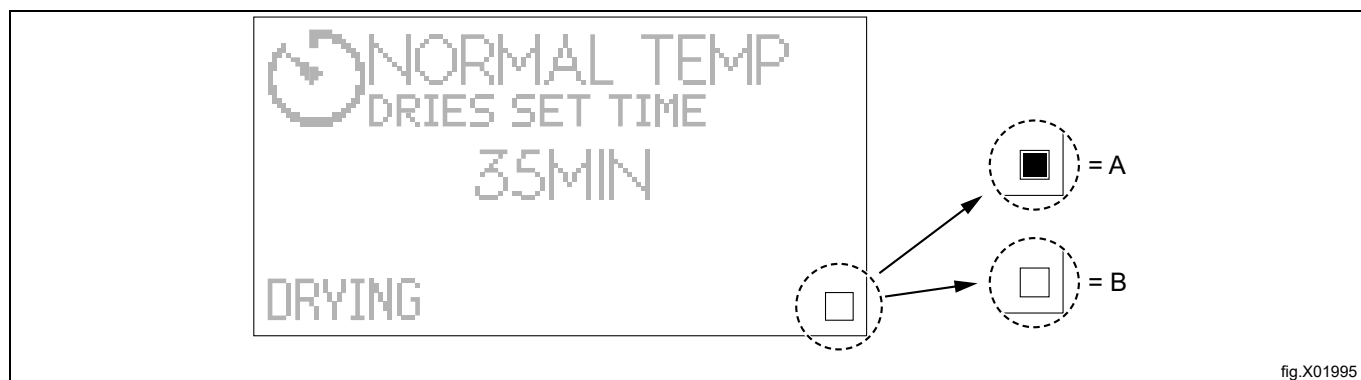 NORMAL TEMP
DRIES SET TIME
35MIN
= A
= B
DRYING
fig.X01995